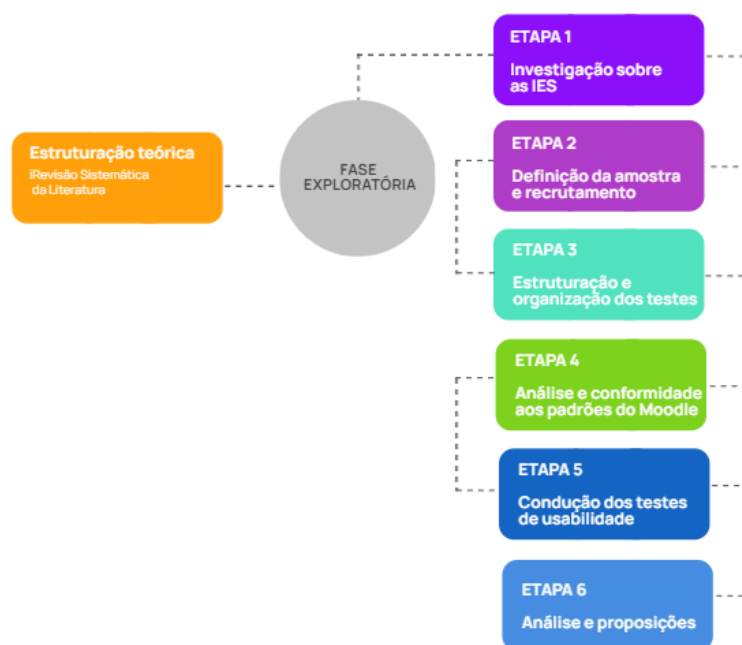 Estruturação teórica
iRevisão Sistemática
da Literatura
FASE
EXPLORATÓRIA
ETAPA 1
Investigação sobre
as IES
ETAPA 2
Definição da amostra
e recrutamento
ETAPA 3
Estruturação e
organização dos testes
ETAPA 4
Análise e conformidade
aos padrões do Moodle
ETAPA 5
Condução dos testes
de usabilidade
ETAPA 6
Análise e proposições